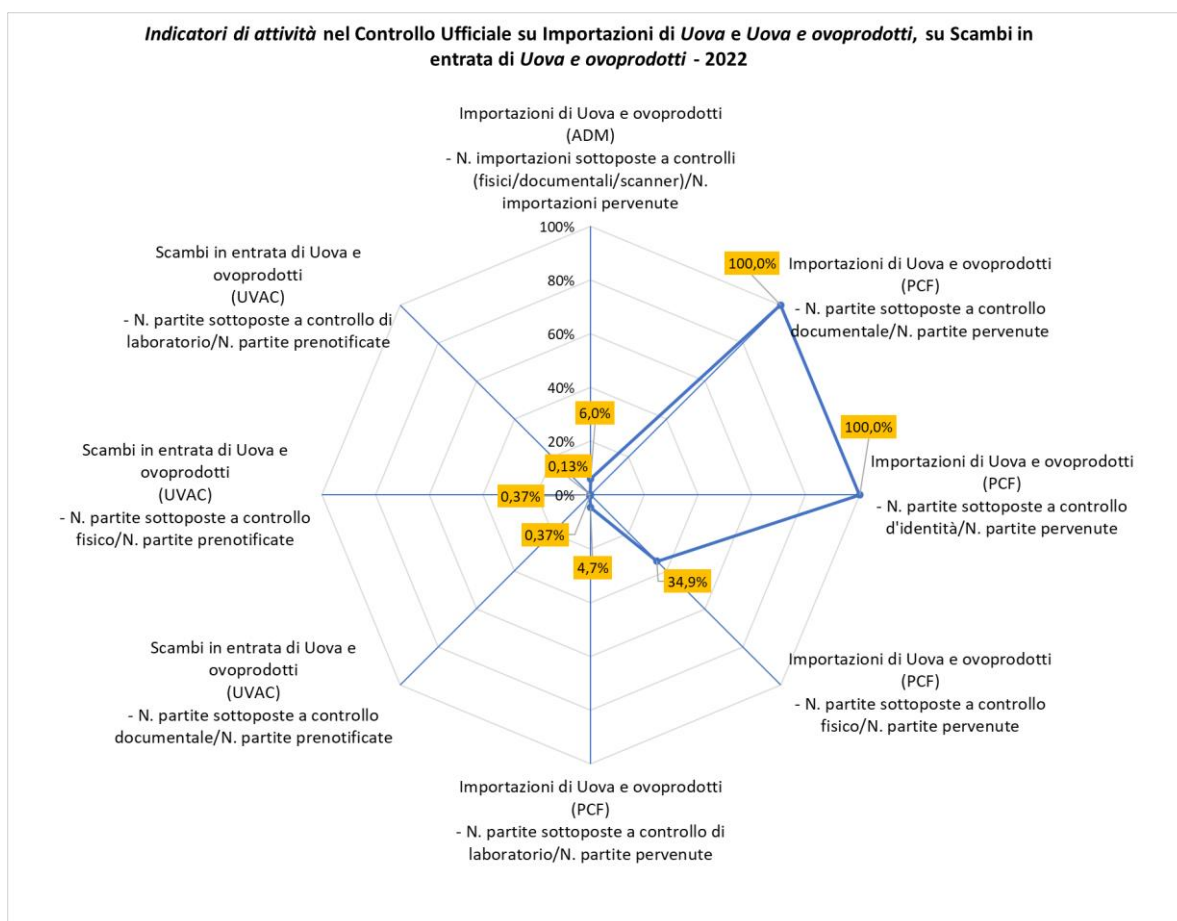 Indicatori di attività nel Controllo Ufficiale su Importazioni di Uova e Uova e ovoprodotti, su Scambi in
entrata di Uova e ovoprodotti - 2022
Importazioni di Uova e ovoprodotti
(ADM)
- N. importazioni sottoposte a controlli
(fisici/documentali/scanner)/N.
importazioni pervenute
100%
80%
60%
40%
20%
0%
6,0%
100,0%
Importazioni di Uova e ovoprodotti
(PCF)
- N. partite sottoposte a controllo
documentale/N. partite pervenute
100,0%
Importazioni di Uova e ovoprodotti
(PCF)
- N. partite sottoposte a controllo
d'identità/N. partite pervenute
34,9%
Importazioni di Uova e ovoprodotti
(PCF)
- N. partite sottoposte a controllo
fisico/N. partite pervenute
4,7%
Importazioni di Uova e ovoprodotti
(PCF)
- N. partite sottoposte a controllo di
laboratorio/N. partite pervenute
0,37%
Scambi in entrata di Uova e
ovoprodotti
(UVAC)
- N. partite sottoposte a controllo
documentale/N. partite prenotificate
0,37%
Scambi in entrata di Uova e
ovoprodotti
(UVAC)
- N. partite sottoposte a controllo
fisico/N. partite prenotificate
0,13%
Scambi in entrata di Uova e
ovoprodotti
(UVAC)
- N. partite sottoposte a controllo di
laboratorio/N. partite prenotificate